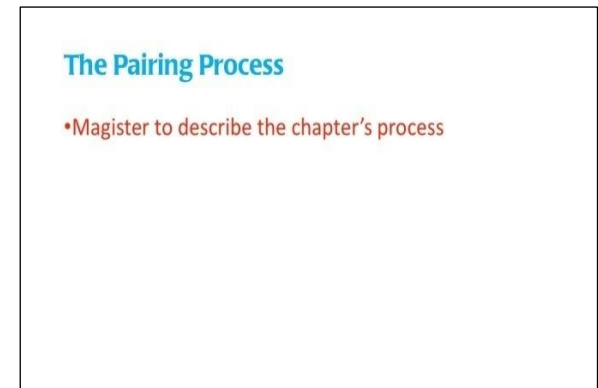 The Pairing Process
•Magister to describe the chapter’s process